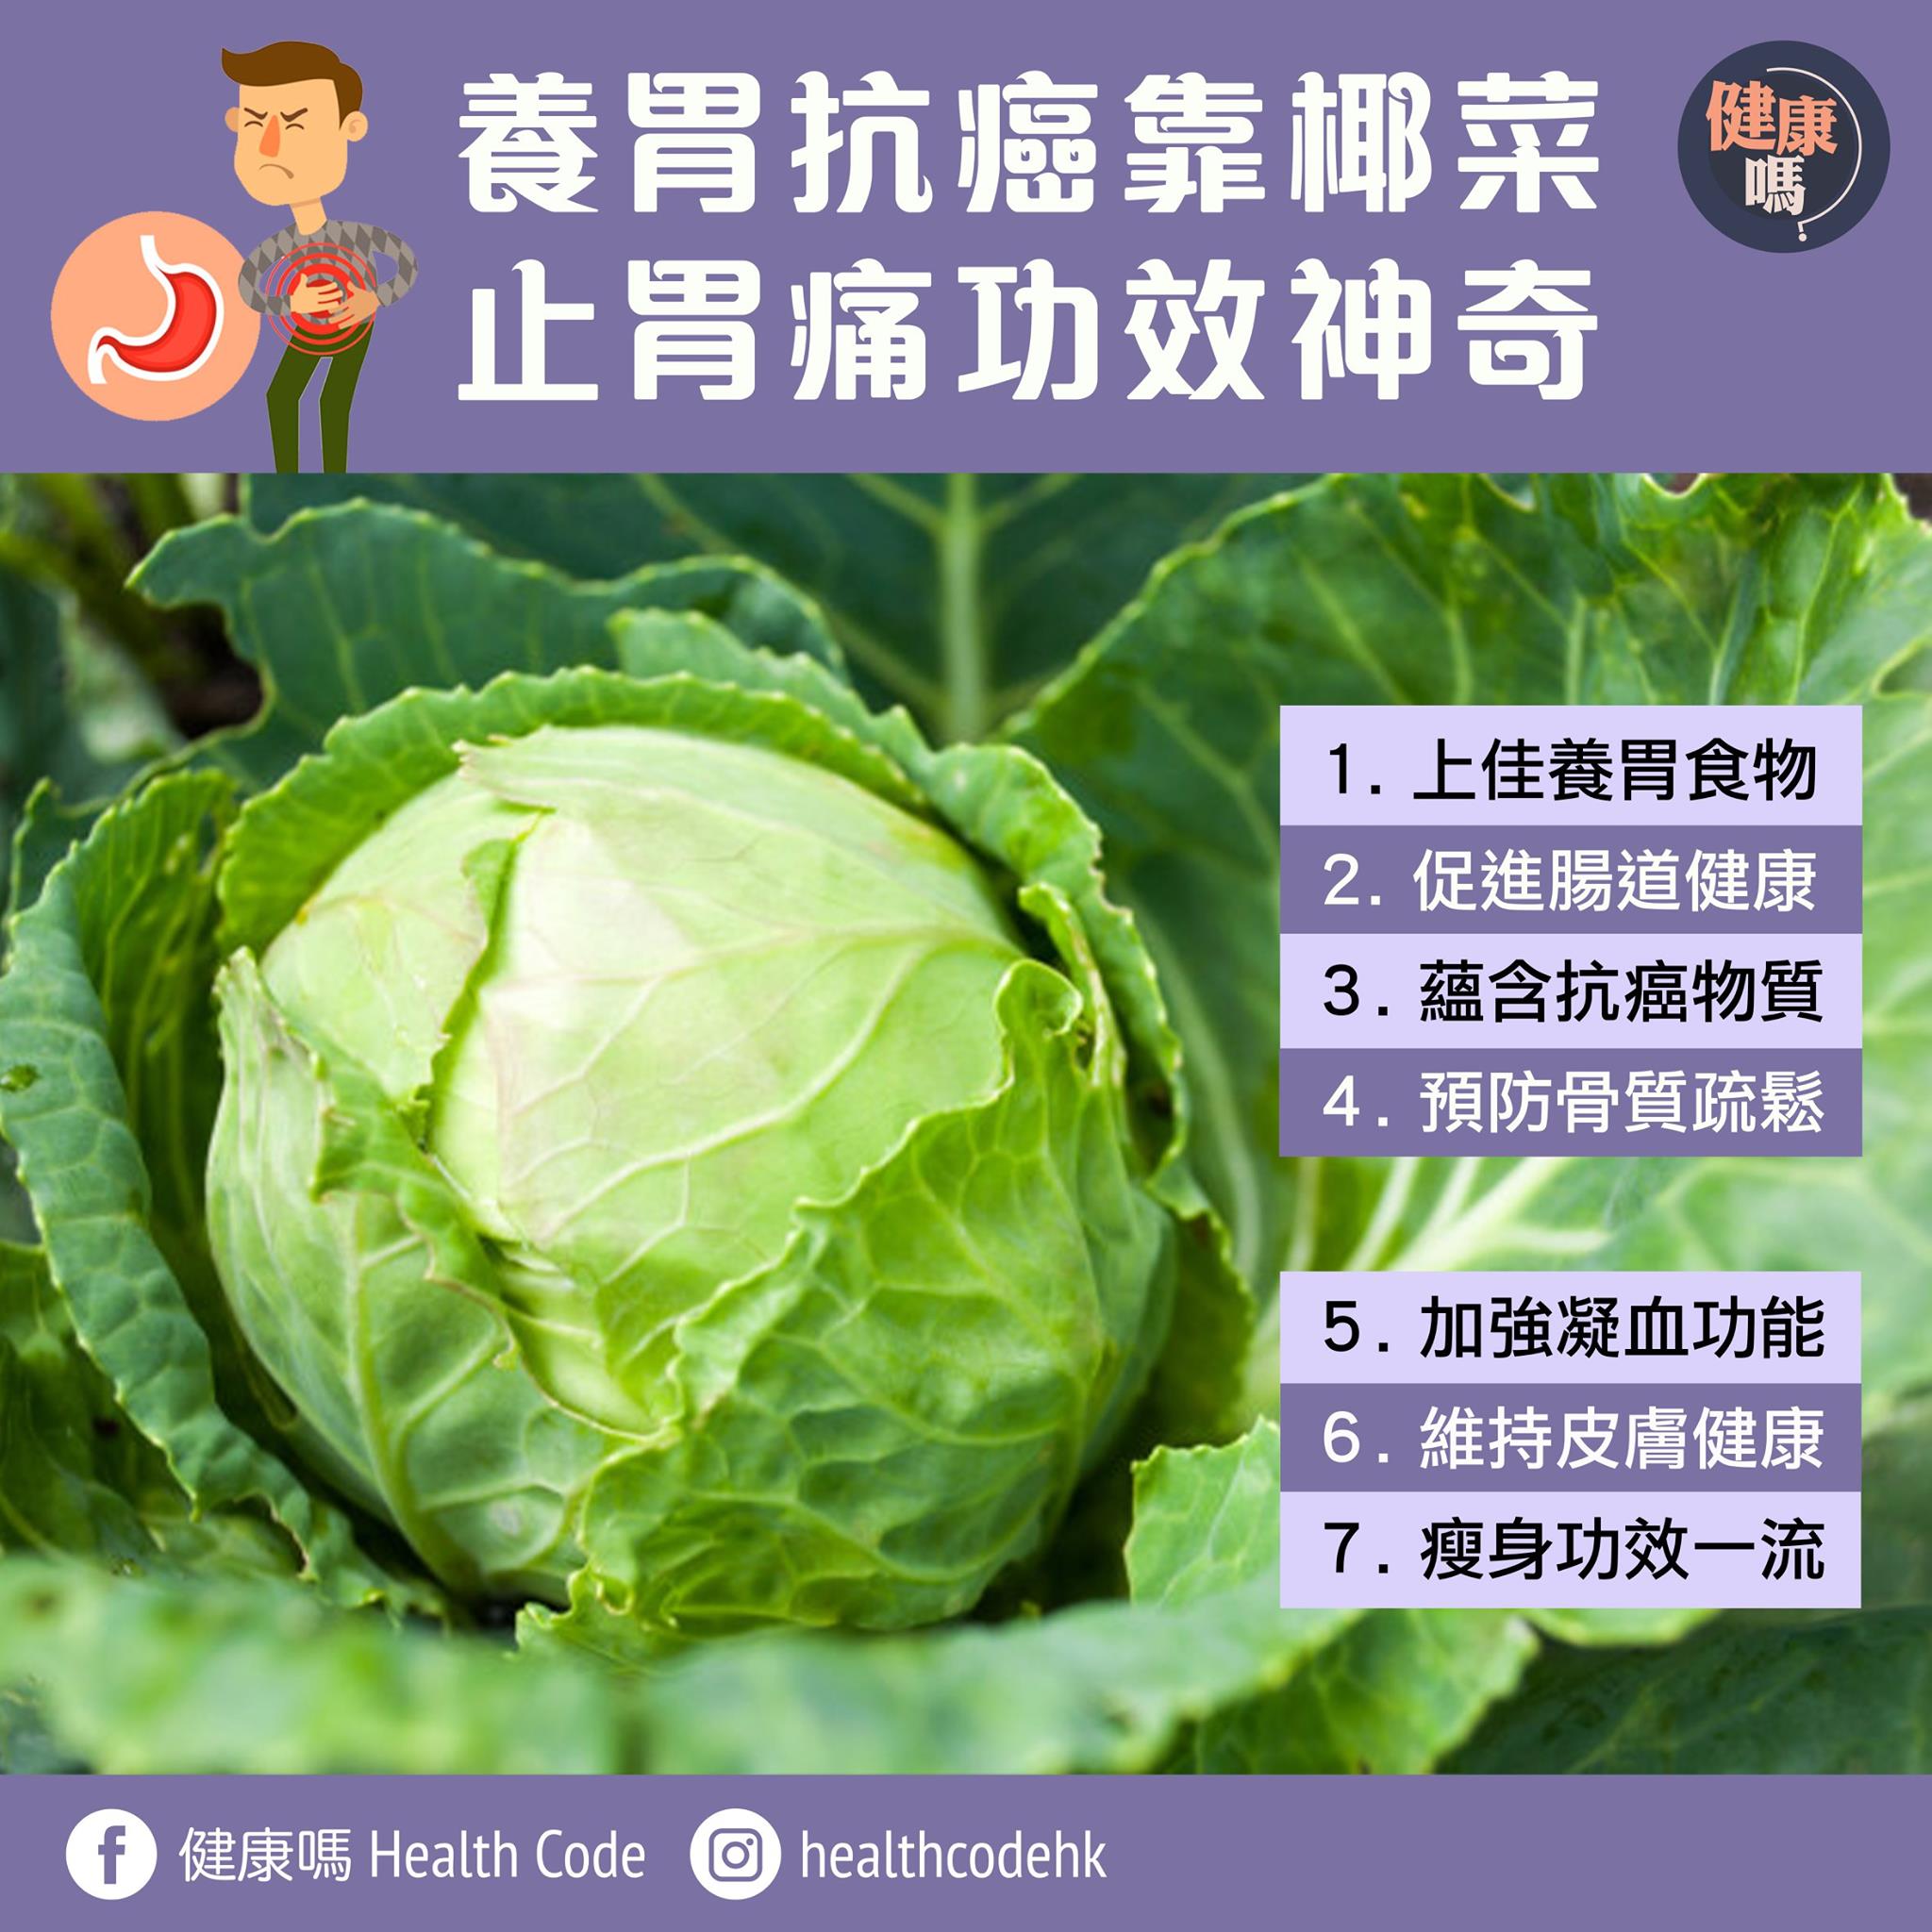 養胃抗癌靠椰菜
止胃痛功效神奇
健康
嗎
1. 上佳養胃食物
2. 促進腸道健康
3. 蘊含抗癌物質
4. 預防骨質疏鬆
5. 加強凝血功能
6. 維持皮膚健康
7. 瘦身功效一流
健康嗎 Health Code
healthcodehk